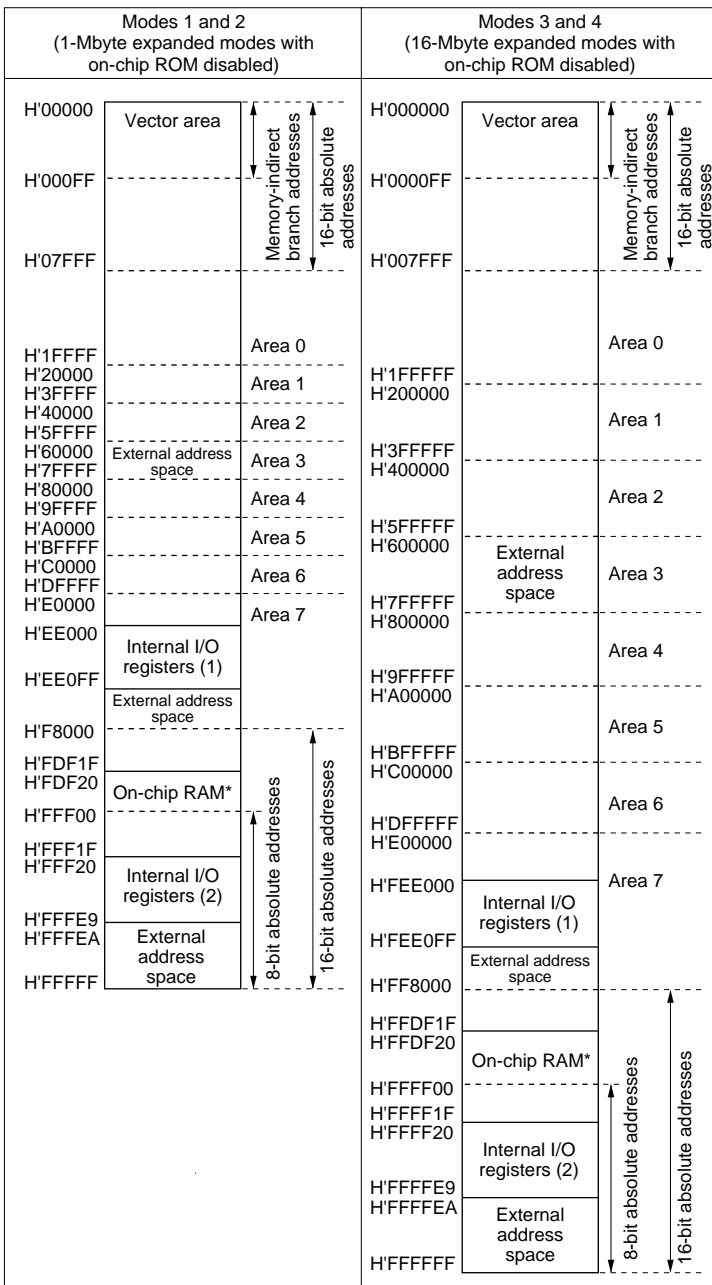 Modes 1 and 2
(1-Mbyte expanded modes with
on-chip ROM disabled)
H'00000
Vector area
H'000FF
H'07FFF
Memory-indirect
branch addresses
16-bit absolute
addresses
Area 0
H'1FFFF
H'20000
Area 1
H'3FFFF
H'40000
Area 2
H'5FFFF
H'60000
External address
space
Area 3
H'7FFFF
H'80000
Area 4
H'9FFFF
H'A0000
Area 5
H'BFFFF
H'C0000
Area 6
H'DFFFF
H'E0000
Area 7
H'EE000
Internal I/O
registers (1)
H'EE0FF
External address
space
H'F8000
H'FDF1F
H'FDF20
On-chip RAM*
H'FFF00
H'FFF1F
H'FFF20
Internal I/O
registers (2)
H'FFFE9
H'FFFEA
External
address
space
H'FFFFF
8-bit absolute addresses
16-bit absolute addresses
Modes 3 and 4
(16-Mbyte expanded modes with
on-chip ROM disabled)
H'000000
Vector area
H'0000FF
H'007FFF
Memory-indirect
branch addresses
16-bit absolute
addresses
Area 0
H'1FFFFF
H'200000
Area 1
H'3FFFFF
H'400000
Area 2
H'5FFFFF
H'600000
External
address
space
Area 3
H'7FFFFF
H'800000
Area 4
H'9FFFFF
H'A00000
Area 5
H'BFFFFF
H'C00000
Area 6
H'DFFFFF
H'E00000
Area 7
H'FEE000
Internal I/O
registers (1)
H'FEE0FF
External address
space
H'FF8000
H'FFDF1F
H'FFDF20
On-chip RAM*
H'FFFF00
H'FFFF1F
H'FFFF20
Internal I/O
registers (2)
H'FFFFE9
H'FFFFEA
External
address
space
H'FFFFFF
8-bit absolute addresses
16-bit absolute addresses